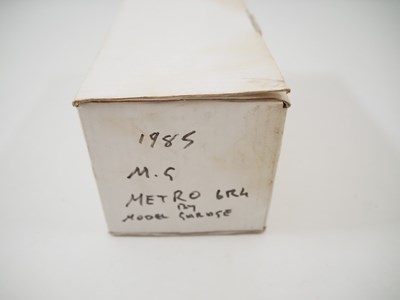 1985
M.G
METRO 6R4
BY
MODEL GARAGE